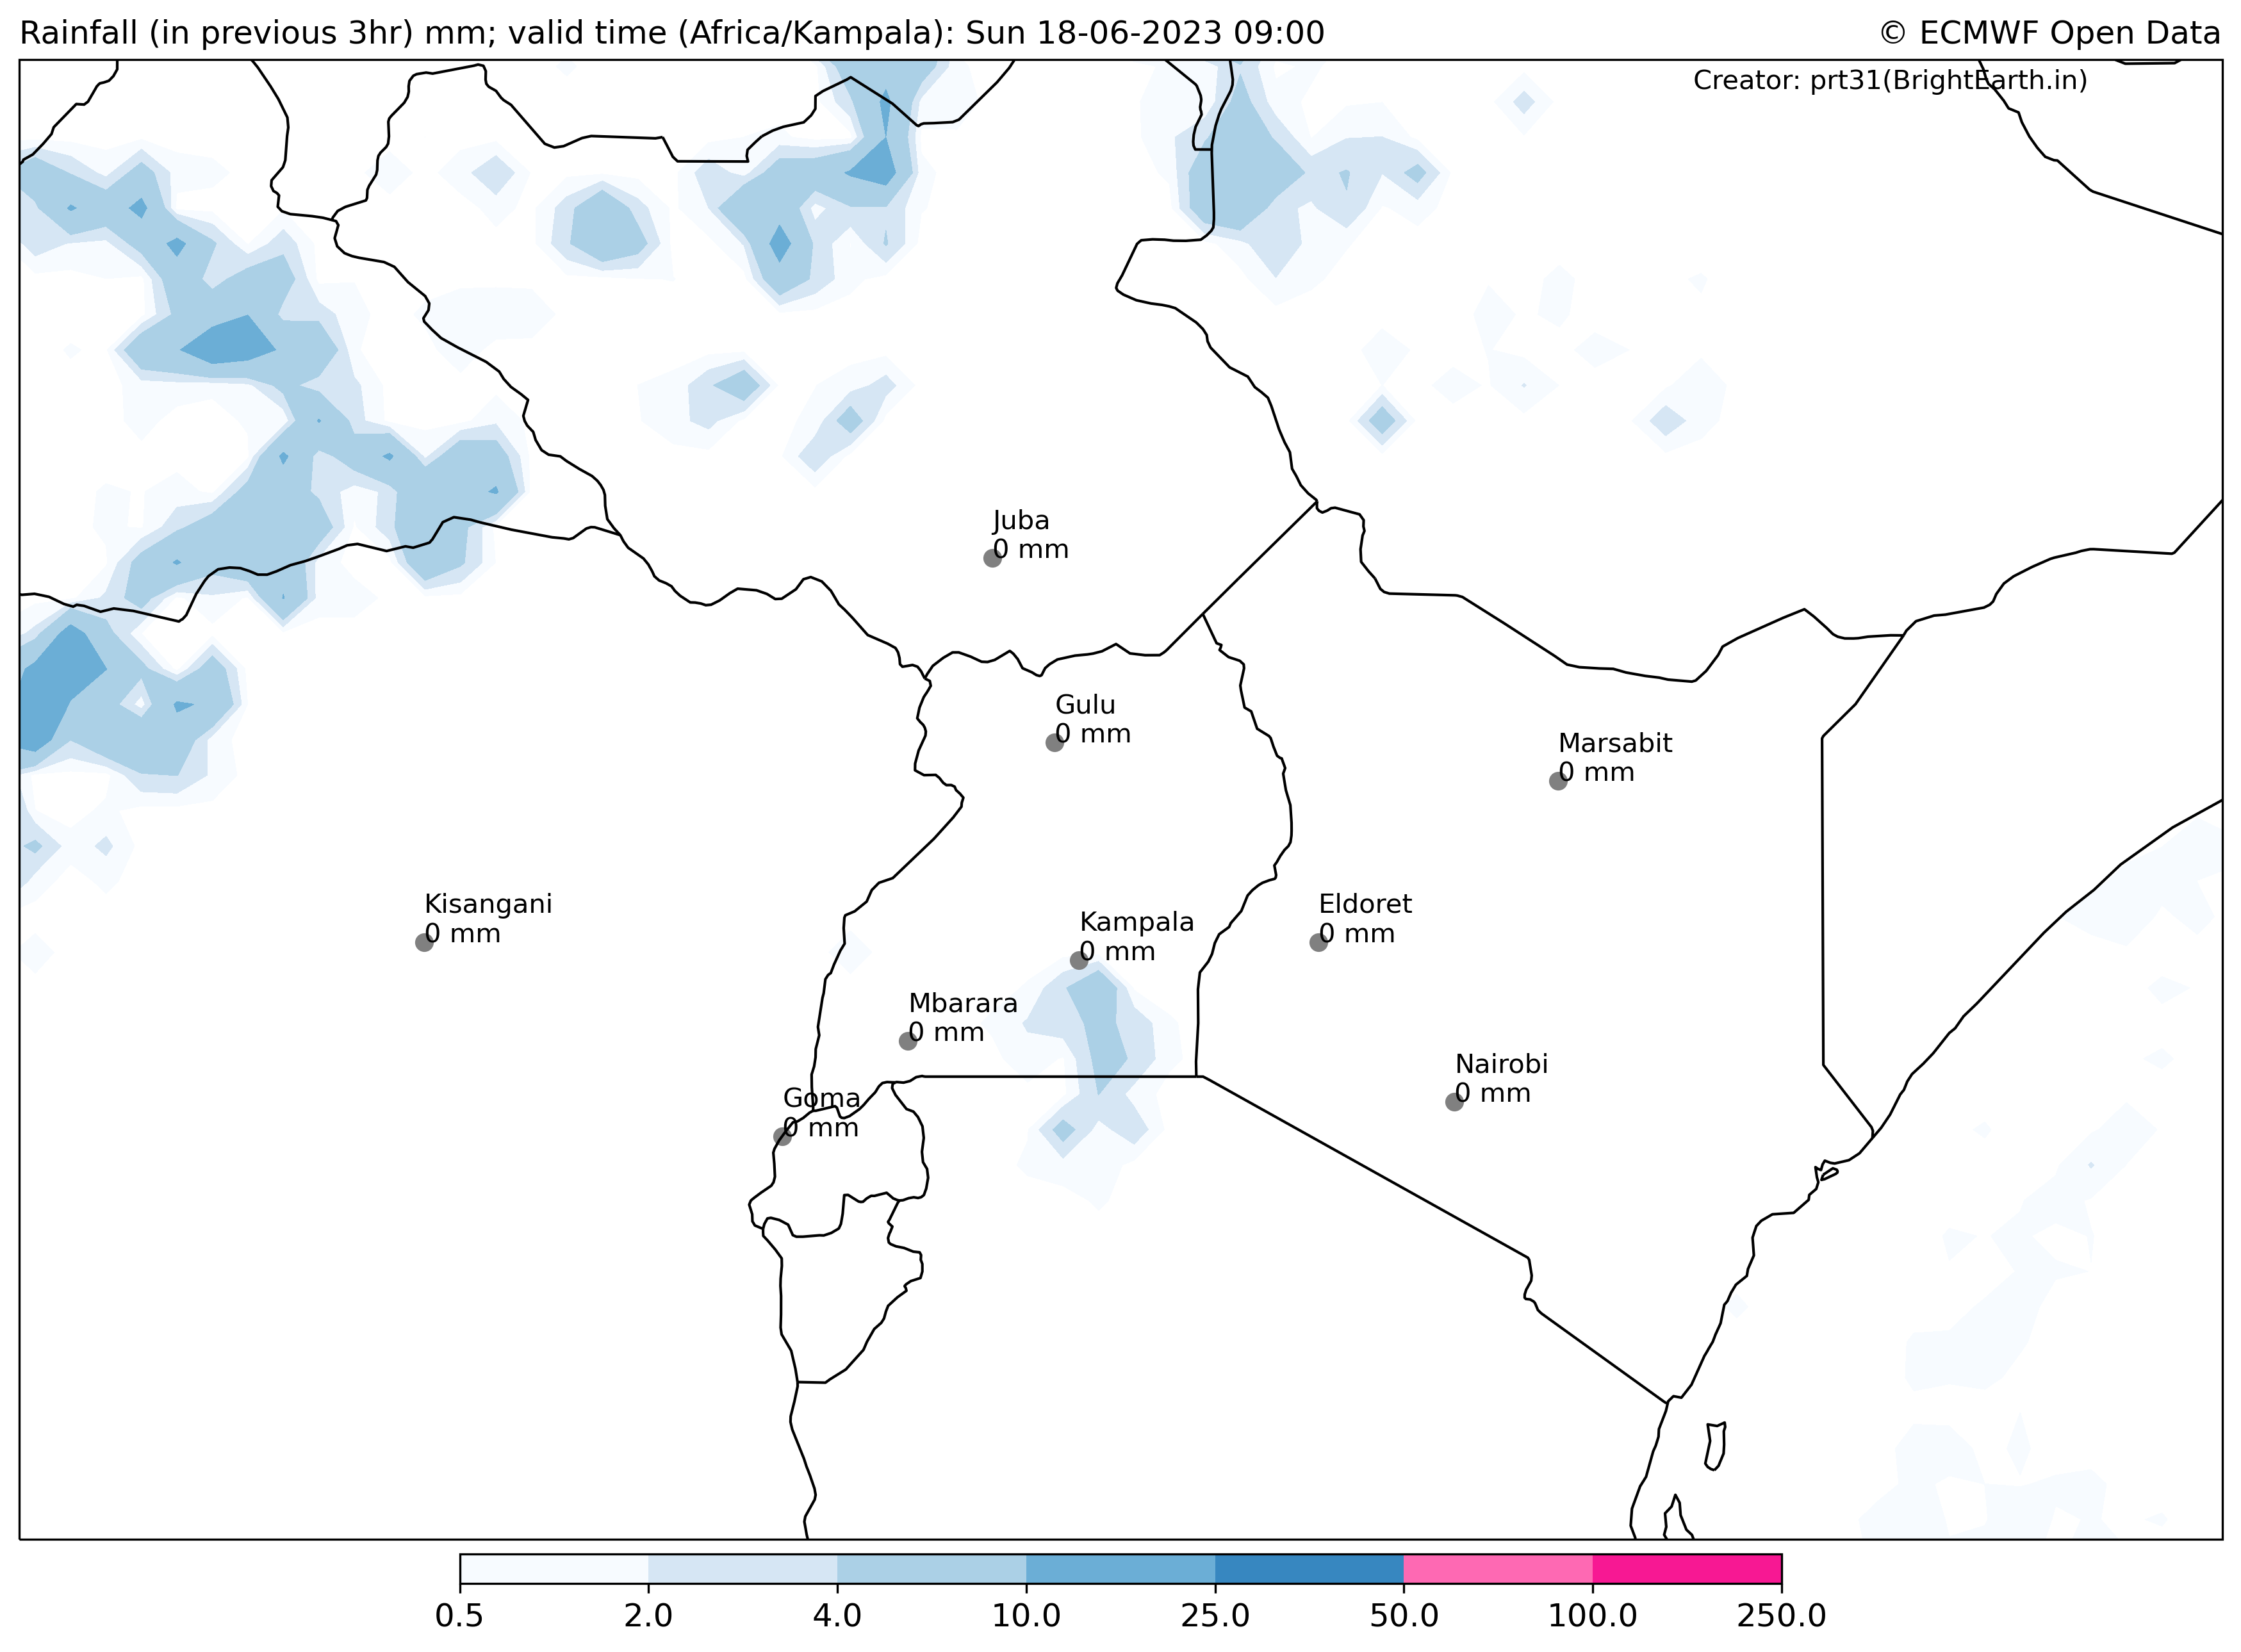 Rainfall (in previous 3hr) mm; valid time (Africa/Kampala): Sun 18-06-2023 09:00
© ECMWF Open Data
Creator: prt31(BrightEarth.in)
Juba
0 mm
Gulu
0 mm
Marsabit
0 mm
Kisangani
0 mm
Kampala
0 mm
Eldoret
0 mm
Mbarara
0 mm
Nairobi
0 mm
Goma
0 mm
0.5 2.0 4.0 10.0 25.0 50.0 100.0 250.0